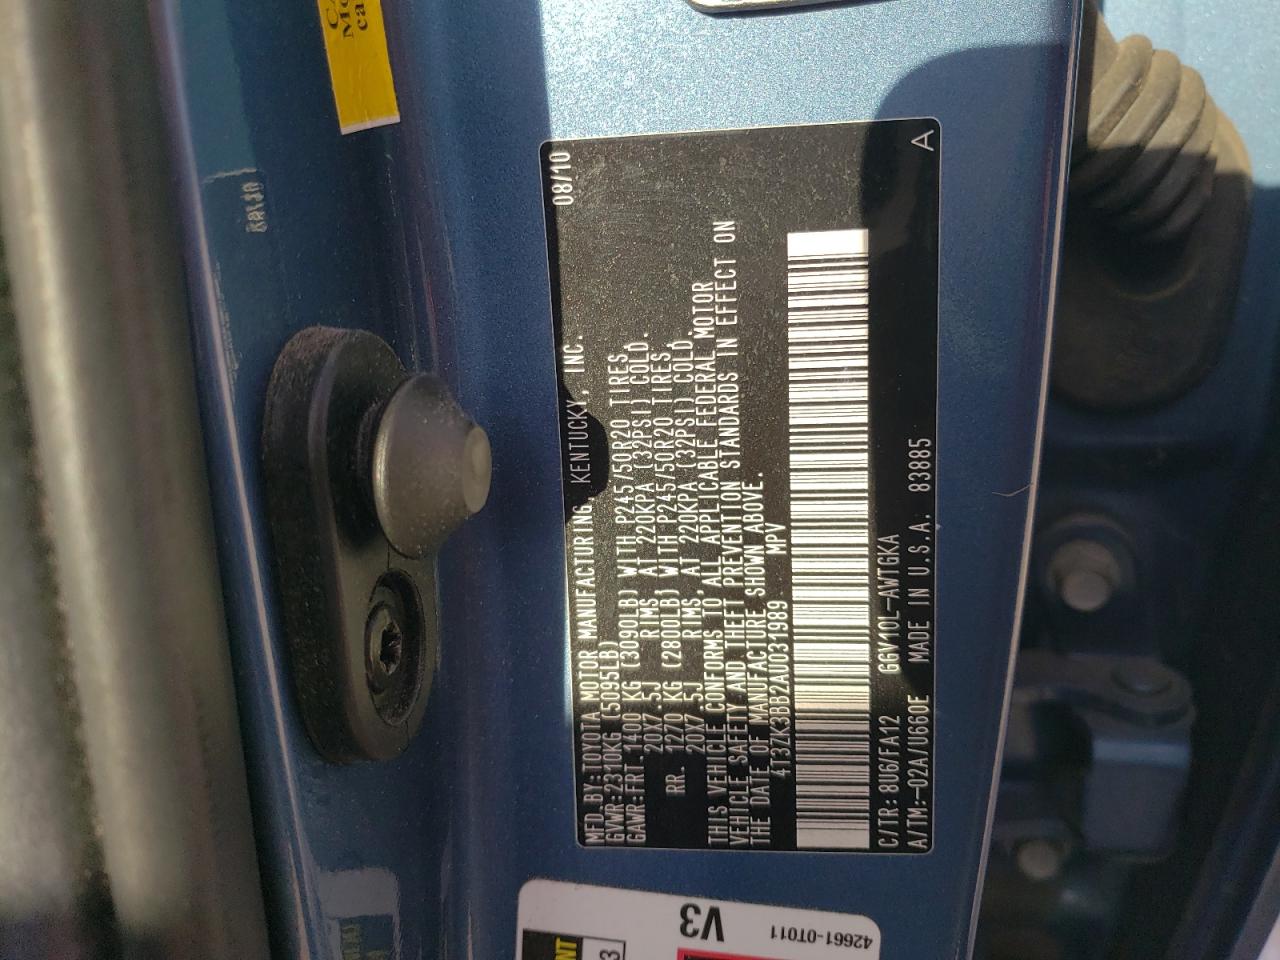 MFD. BY: TOYOTA MOTOR MANUFACTURING, KENTUCKY, INC. 08/10
GVWR:2310KG (5095LB)
GAWR:FRT. 1400 KG (3090LB) WITH P245/50R20 TIRES,
20X7.5J RIMS, AT 220KPA (32PSI) COLD.
RR. 1270 KG (2800LB) WITH P245/50R20 TIRES,
20X7.5J RIMS, AT 220KPA (32PSI) COLD.
THIS VEHICLE CONFORMS TO ALL APPLICABLE FEDERAL MOTOR
VEHICLE SAFETY AND THEFT PREVENTION STANDARDS IN EFFECT ON
THE DATE OF MANUFACTURE SHOWN ABOVE.
4T3ZK3BB2AU031989 MPV
C/TR: 8U6/FA12 GGV10L-AWTGKA
A/TM:-02A/U660E MADE IN U.S.A. 83885 A
V3
42661-0T011